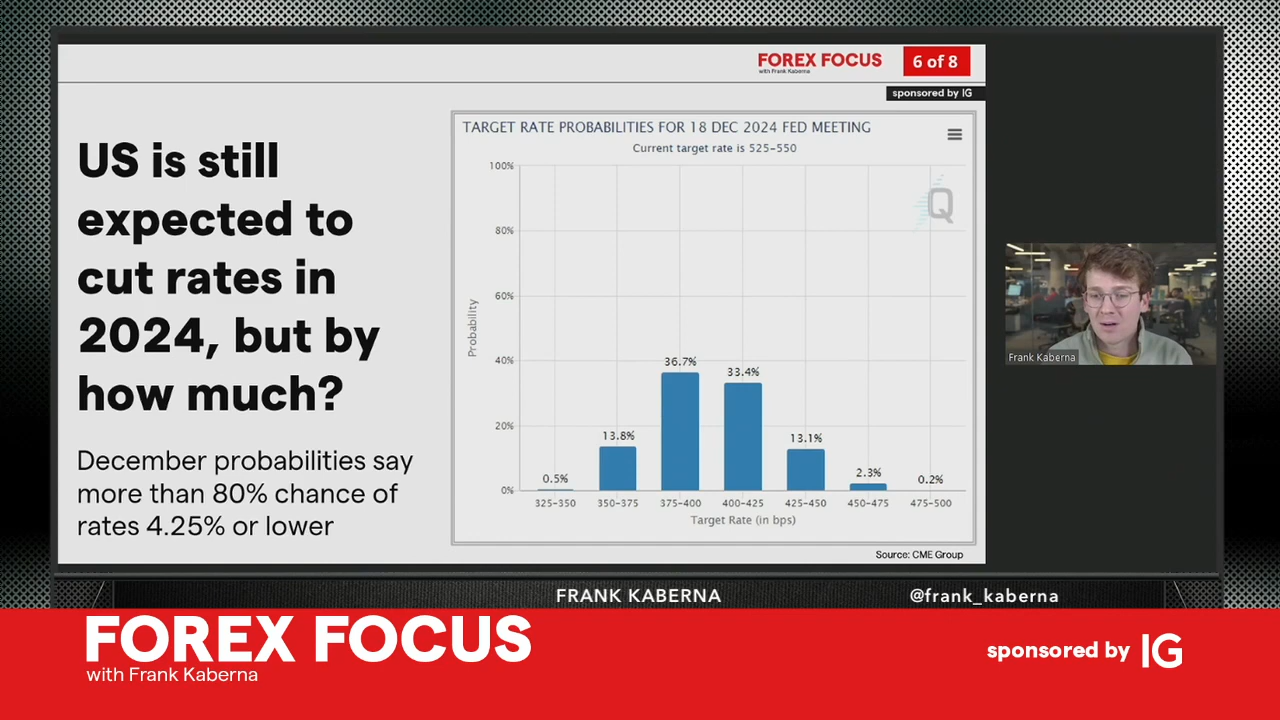 FOREX FOCUS
with Frank Kaberna
6 of 8
sponsored by IG
US is still
expected to
cut rates in
2024, but by
how much?
December probabilities say
more than 80% chance of
rates 4.25% or lower
TARGET RATE PROBABILITIES FOR 18 DEC 2024 FED MEETING
Current target rate is 525-550
Q
Probability
100%
80%
60%
40%
20%
0%
0.5%
13.8%
36.7%
33.4%
13.1%
2.3%
0.2%
325-350
350-375
375-400
400-425
425-450
450-475
475-500
Target Rate (in bps)
Source: CME Group
Frank Kaberna
FRANK KABERNA
@frank_kaberna
FOREX FOCUS
with Frank Kaberna
sponsored by IG